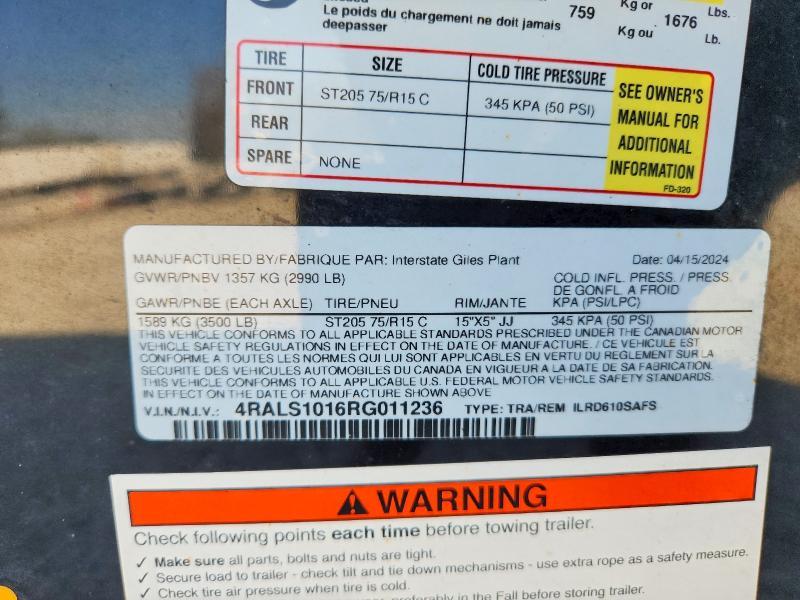 Le poids du chargement ne doit jamais
deepasser
759
Kg or
Kg ou
1676
Lbs.
Lb.
TIRE SIZE COLD TIRE PRESSURE
FRONT ST205 75/R15 C 345 KPA (50 PSI)
REAR
SPARE NONE
SEE OWNER'S
MANUAL FOR
ADDITIONAL
INFORMATION
FD-320
MANUFACTURED BY/FABRIQUE PAR: Interstate Giles Plant Date: 04/15/2024
GVWR/PNBV 1357 KG (2990 LB) COLD INFL. PRESS. / PRESS.
DE GONFL. A FROID
GAWR/PNBE (EACH AXLE) TIRE/PNEU RIM/JANTE KPA (PSI/LPC)
1589 KG (3500 LB) ST205 75/R15 C 15"X5" JJ 345 KPA (50 PSI)
THIS VEHICLE CONFORMS TO ALL APPLICABLE STANDARDS PRESCRIBED UNDER THE CANADIAN MOTOR
VEHICLE SAFETY REGULATIONS IN EFFECT ON THE DATE OF MANUFACTURE. / CE VEHICULE EST
CONFORME A TOUTES LES NORMES QUI LUI SONT APPLICABLES EN VERTU DU REGLEMENT SUR LA
SECURITE DES VEHICLES AUTOMOBILES DU CANADA EN VIGUEUR A LA DATE DE SA FABRICATION.
THIS VEHICLE CONFORMS TO ALL APPLICABLE U.S. FEDERAL MOTOR VEHICLE SAFETY STANDARDS
IN EFFECT ON THE DATE OF MANUFACTURE SHOWN ABOVE
V.I.N./N.I.V.: 4RALS1016RG011236 TYPE: TRA/REM ILRD610SAFS
WARNING
Check following points each time before towing trailer.
✓ Make sure all parts, bolts and nuts are tight.
✓ Secure load to trailer - check tilt and tie down mechanisms - use extra rope as a safety measure.
✓ Check tire air pressure when tire is cold.
preferably in the Fall before storing trailer.